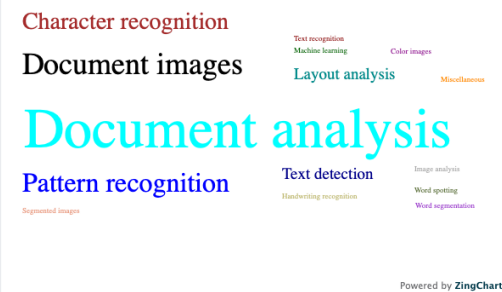 Character recognition
Text recognition
Machine learning
Color images
Document images
Layout analysis
Miscellaneous
Document analysis
Pattern recognition
Text detection
Image analysis
Handwriting recognition
Word spotting
Segmented images
Word segmentation
Powered by ZingChart